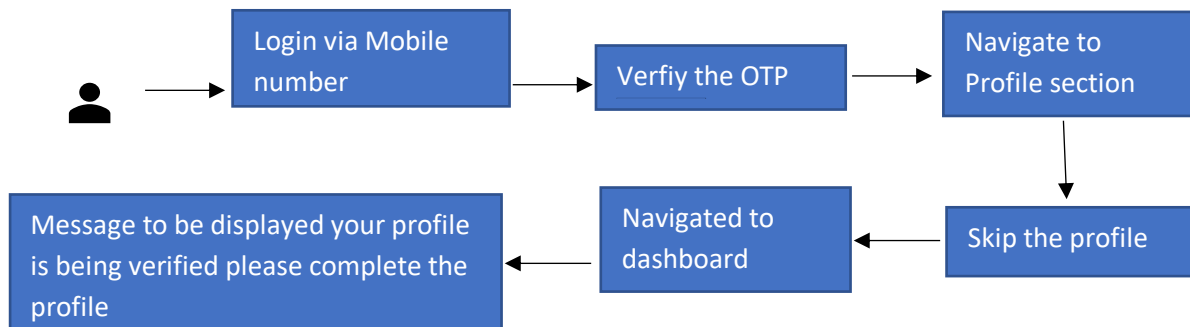 Login via Mobile
number
Verfiy the OTP
Navigate to
Profile section
Skip the profile
Navigated to
dashboard
Message to be displayed your profile
is being verified please complete the
profile